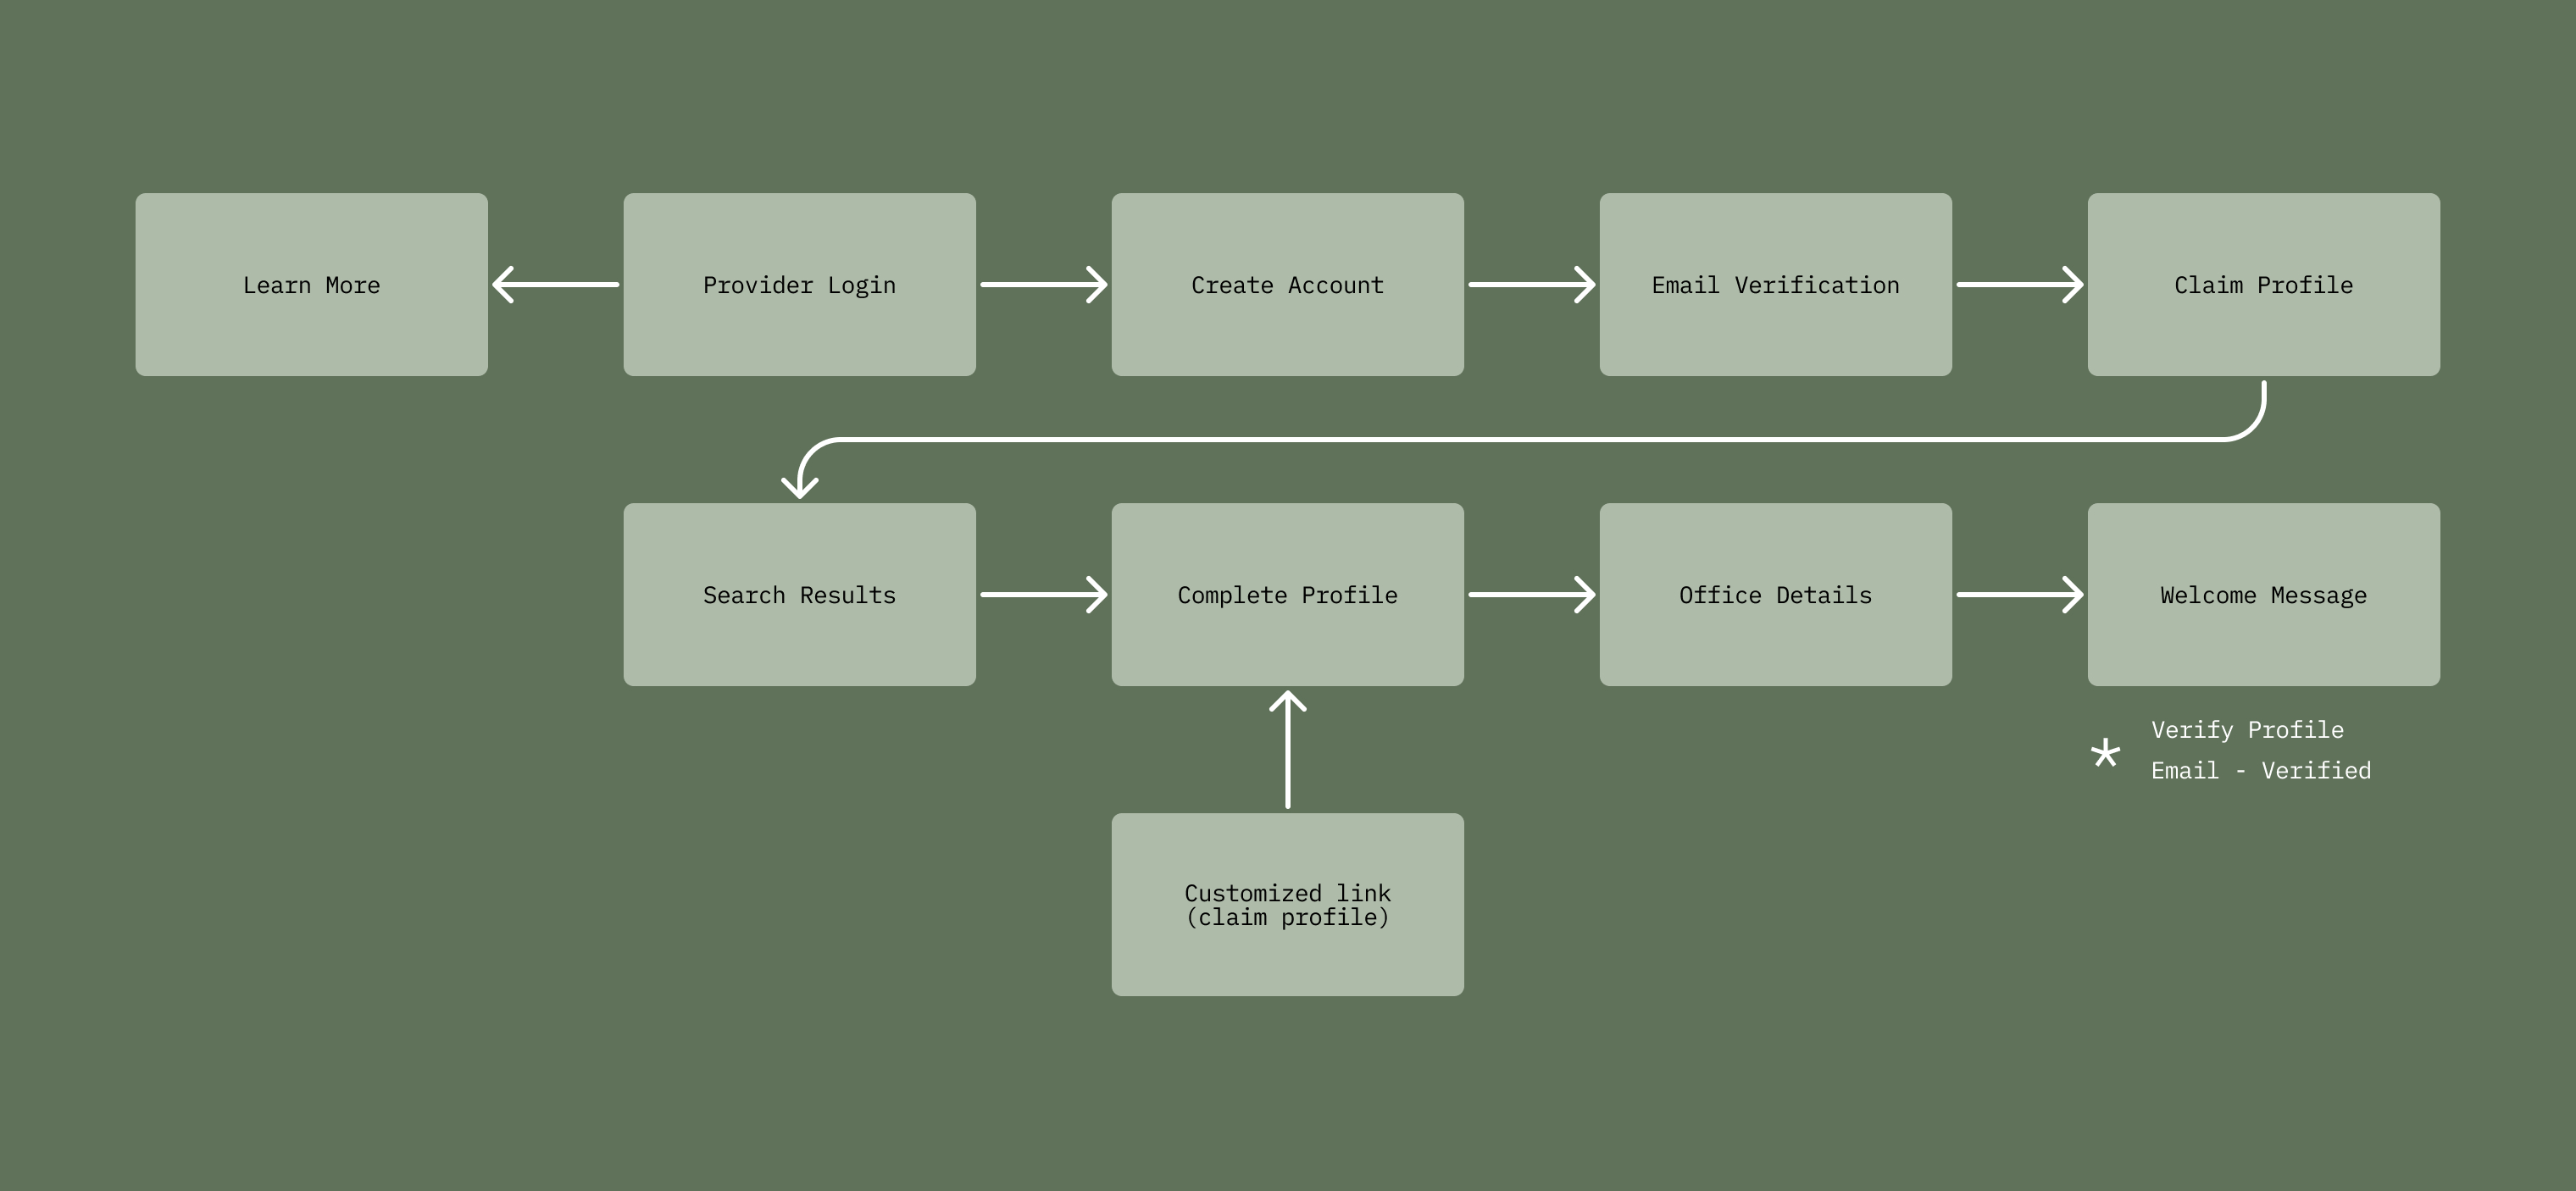 Learn More
Provider Login
Create Account
Email Verification
Claim Profile
Search Results
Complete Profile
Office Details
Welcome Message
* Verify Profile
Email - Verified
Customized link
(claim profile)